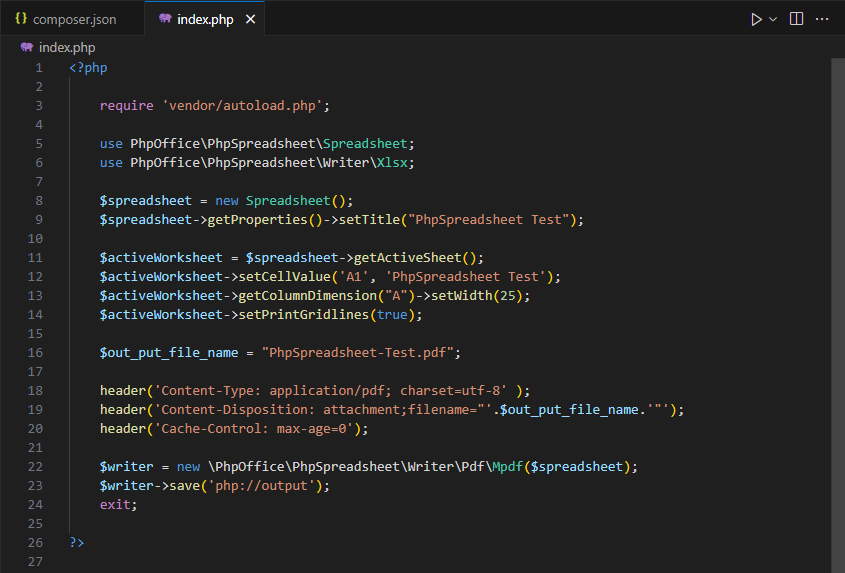 {} composer.json index.php ×
index.php
1 <?php
2
3 require 'vendor/autoload.php';
4
5 use PhpOffice\PhpSpreadsheet\Spreadsheet;
6 use PhpOffice\PhpSpreadsheet\Writer\Xlsx;
7
8 $spreadsheet = new Spreadsheet();
9 $spreadsheet->getProperties()->setTitle("PhpSpreadsheet Test");
10
11 $activeWorksheet = $spreadsheet->getActiveSheet();
12 $activeWorksheet->setCellValue('A1', 'PhpSpreadsheet Test');
13 $activeWorksheet->getColumnDimension("A")->setWidth(25);
14 $activeWorksheet->setPrintGridlines(true);
15
16 $out_put_file_name = "PhpSpreadsheet-Test.pdf";
17
18 header('Content-Type: application/pdf; charset=utf-8' );
19 header('Content-Disposition: attachment;filename="'.$out_put_file_name.'"');
20 header('Cache-Control: max-age=0');
21
22 $writer = new \PhpOffice\PhpSpreadsheet\Writer\Pdf\Mpdf($spreadsheet);
23 $writer->save('php://output');
24 exit;
25
26 ?>
27